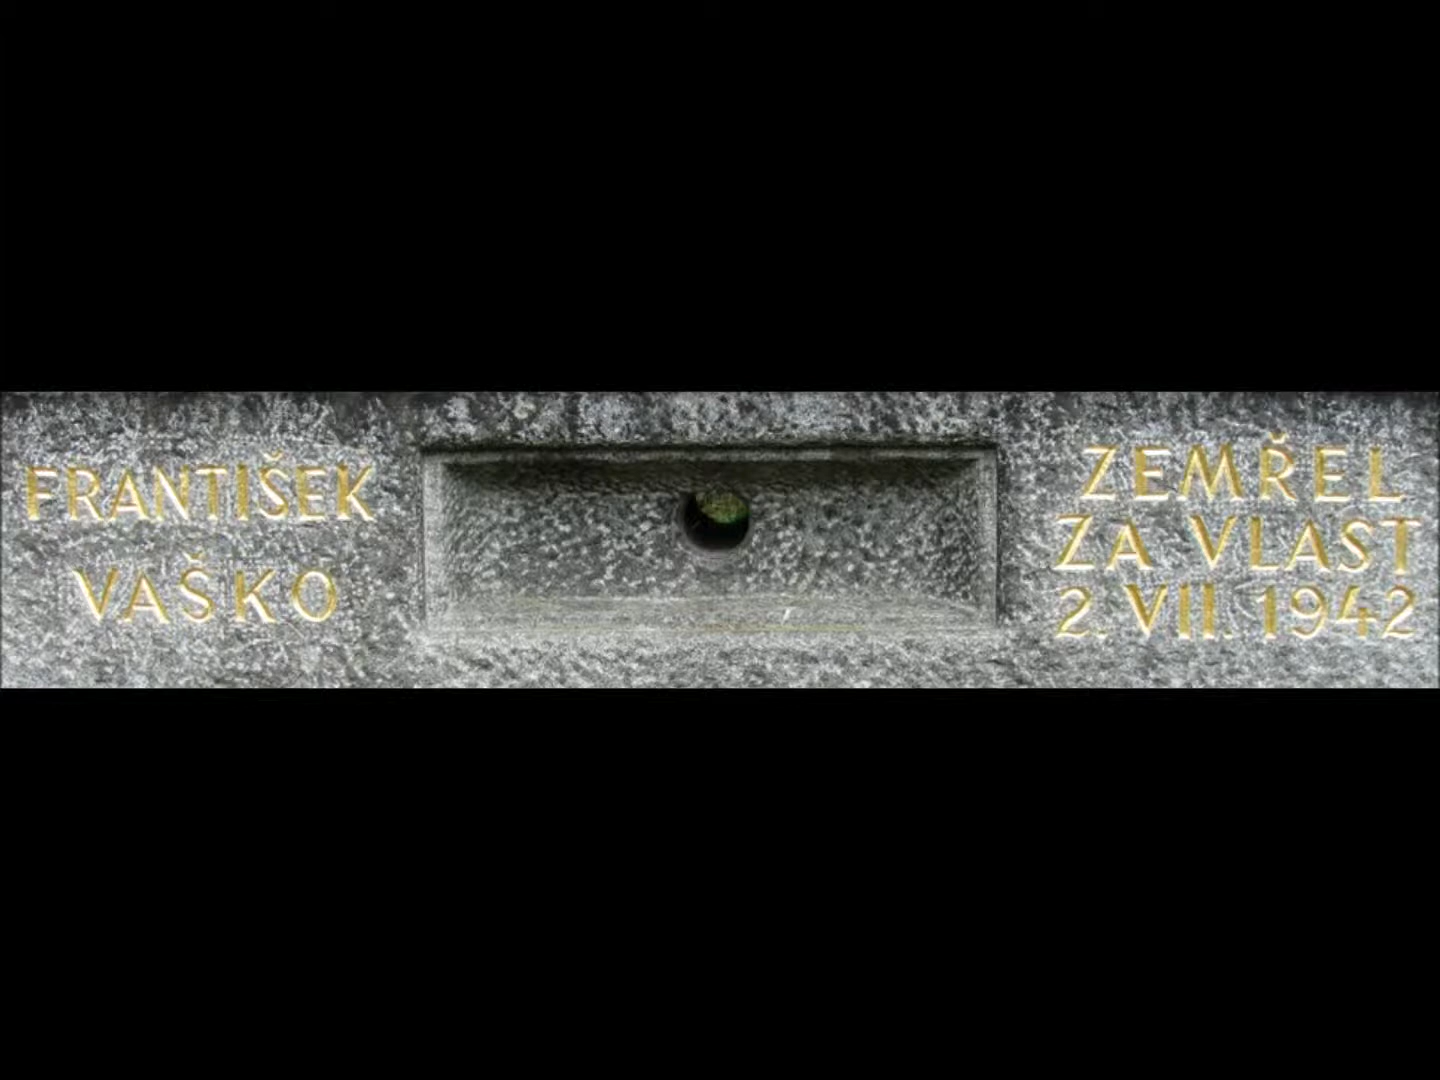 FRANTIŠEK
VAŠKO
ZEMŘEL
ZA VLAST
2. VII. 1942